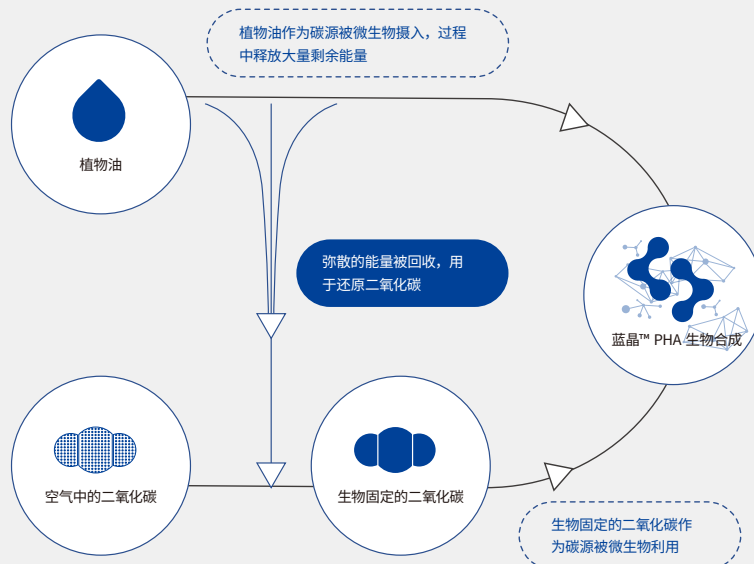 植物油作为碳源被微生物摄入，过程
中释放大量剩余能量
植物油
弥散的能量被回收，用
于还原二氧化碳
蓝晶™ PHA 生物合成
空气中的二氧化碳
生物固定的二氧化碳
生物固定的二氧化碳作
为碳源被微生物利用